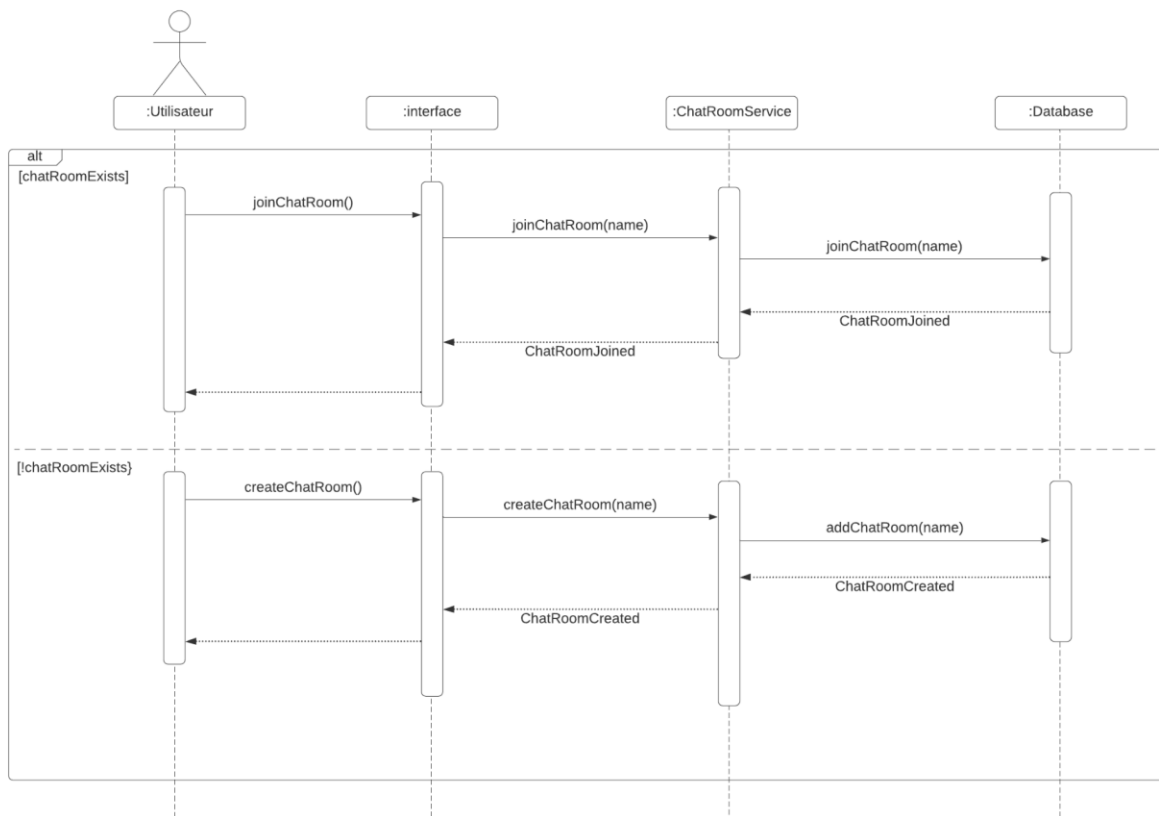 :Utilisateur
:interface
:ChatRoomService
:Database
alt
[chatRoomExists]
joinChatRoom()
joinChatRoom(name)
joinChatRoom(name)
ChatRoomJoined
ChatRoomJoined
[!chatRoomExists}
createChatRoom()
createChatRoom(name)
addChatRoom(name)
ChatRoomCreated
ChatRoomCreated